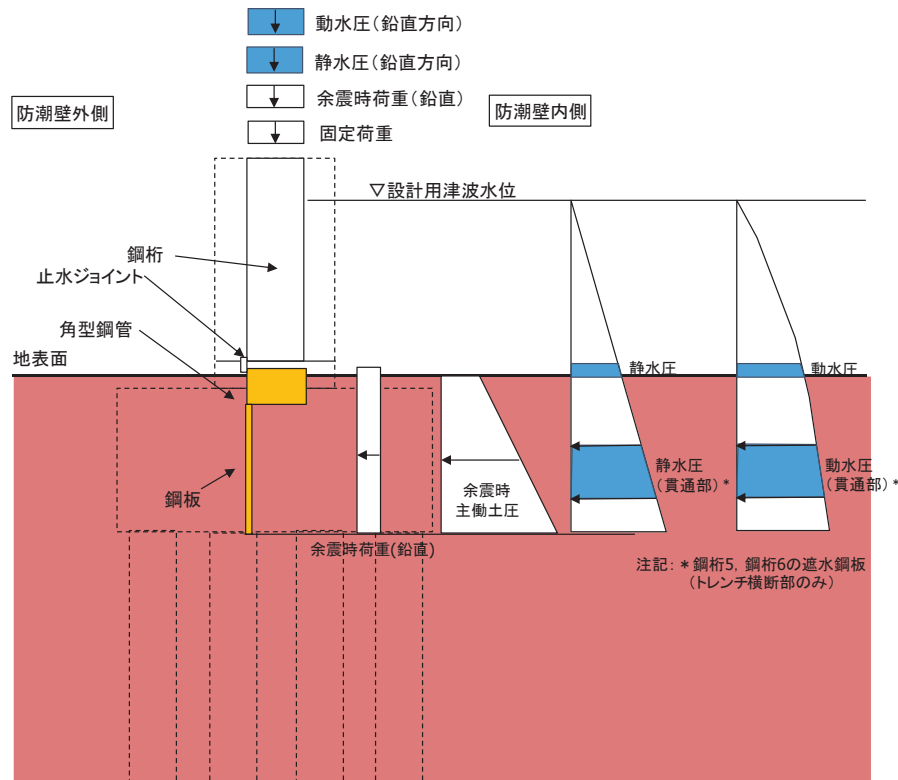 動水圧(鉛直方向)
静水圧(鉛直方向)
余震時荷重(鉛直)
固定荷重
防潮壁外側
防潮壁内側
▽設計用津波水位
鋼桁
止水ジョイント
角型鋼管
地表面
静水圧
動水圧
鋼板
余震時
主働土圧
静水圧
(貫通部)*
動水圧
(貫通部)*
余震時荷重(鉛直)
注記:*鋼桁5,鋼桁6の遮水鋼板
(トレンチ横断部のみ)